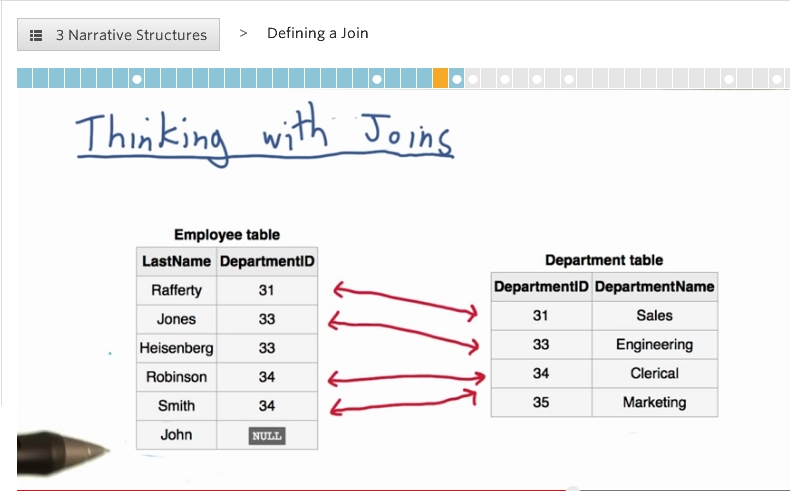 3 Narrative Structures > Defining a Join
Thinking with Joins
Employee table
LastName DepartmentID
Rafferty 31
Jones 33
Heisenberg 33
Robinson 34
Smith 34
John NULL
Department table
DepartmentID DepartmentName
31 Sales
33 Engineering
34 Clerical
35 Marketing